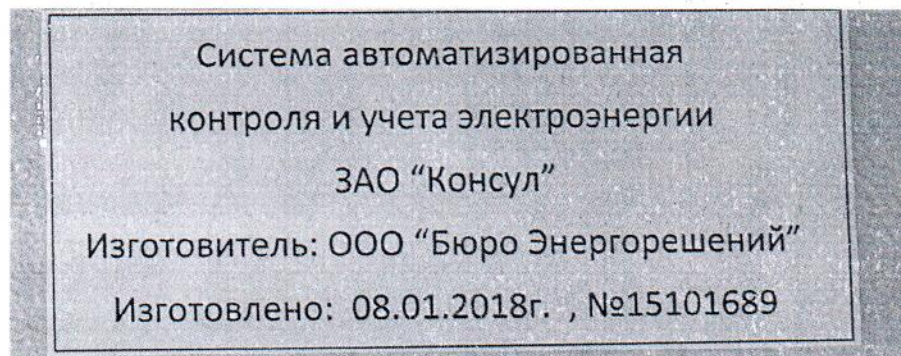 Система автоматизированная
контроля и учета электроэнергии
ЗАО “Консул”
Изготовитель: ООО “Бюро Энергорешений”
Изготовлено: 08.01.2018г. , №15101689